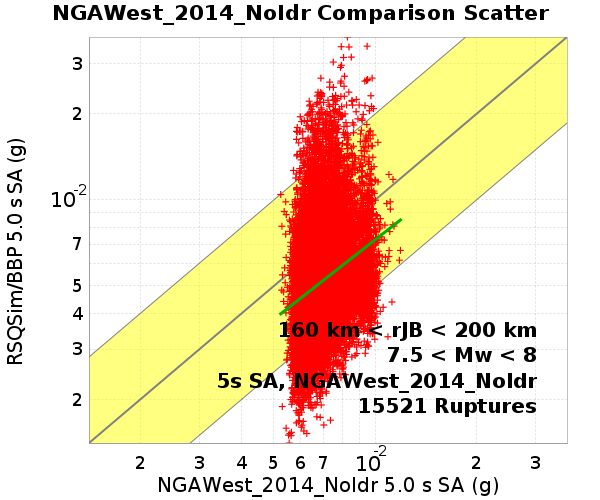 NGAWest_2014_NoIdr Comparison Scatter
3
2
10-2
7
5
4
3
2
RSQSim/BBP 5.0 s SA (g)
160 km < rJB < 200 km
7.5 < Mw < 8
5s SA, NGAWest_2014_NoIdr
15521 Ruptures
2 3 4 5 6 7 10-2 2 3
NGAWest_2014_NoIdr 5.0 s SA (g)